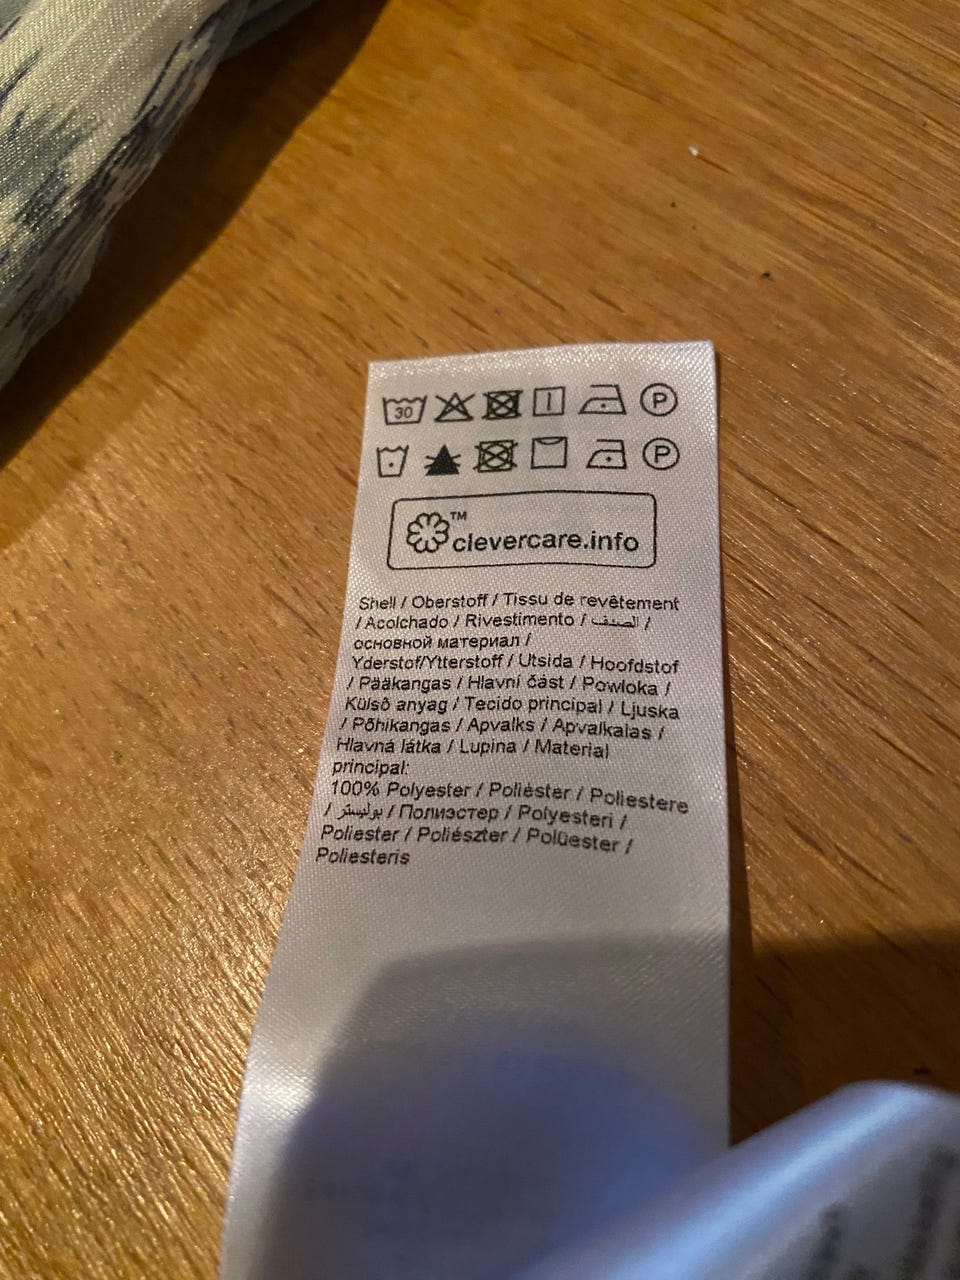 30 P
P
™
clevercare.info
Shell / Oberstoff / Tissu de revêtement
/ Acolchado / Rivestimento / الصدف /
основной материал /
Yderstof/Ytterstoff / Utsida / Hoofdstof
/ Pääkangas / Hlavní část / Powłoka /
Külső anyag / Tecido principal / Ljuska
/ Põhikangas / Apvalks / Apvalkalas /
Hlavná látka / Lupina / Material
principal:
100% Polyester / Poliéster / Poliestere
/ بوليستر / Полиэстер / Polyesteri /
Poliester / Poliészter / Polüester /
Poliesteris